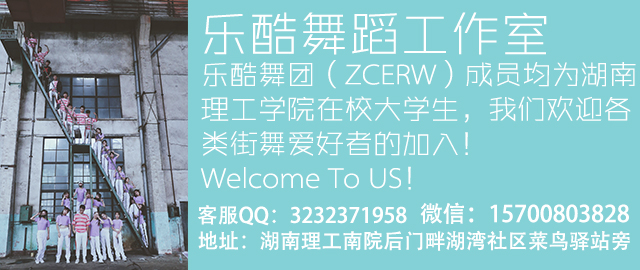 乐酷舞蹈工作室
乐酷舞团（ZCERW）成员均为湖南
理工学院在校大学生，我们欢迎各
类街舞爱好者的加入！
Welcome To US！
客服QQ：3232371958 微信：15700803828
地址：湖南理工南院后门畔湖湾社区菜鸟驿站旁